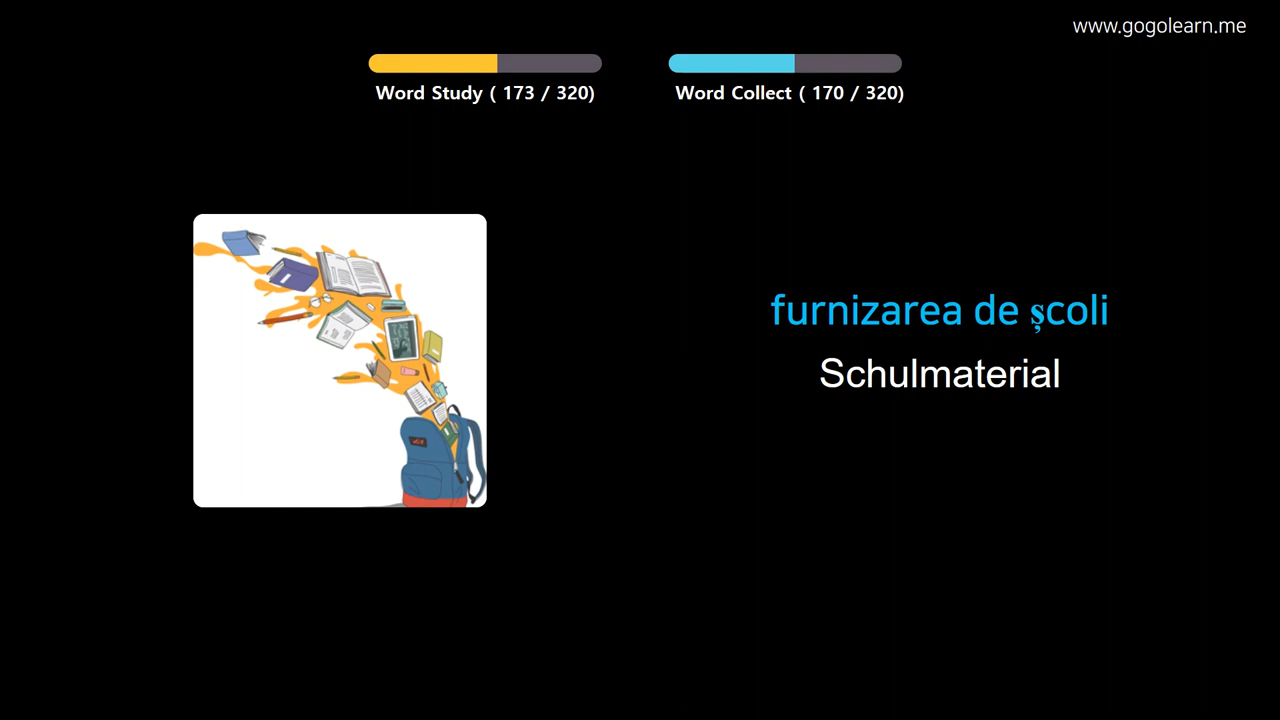 www.gogolearn.me
Word Study ( 173 / 320)
Word Collect ( 170 / 320)
furnizarea de școli
Schulmaterial